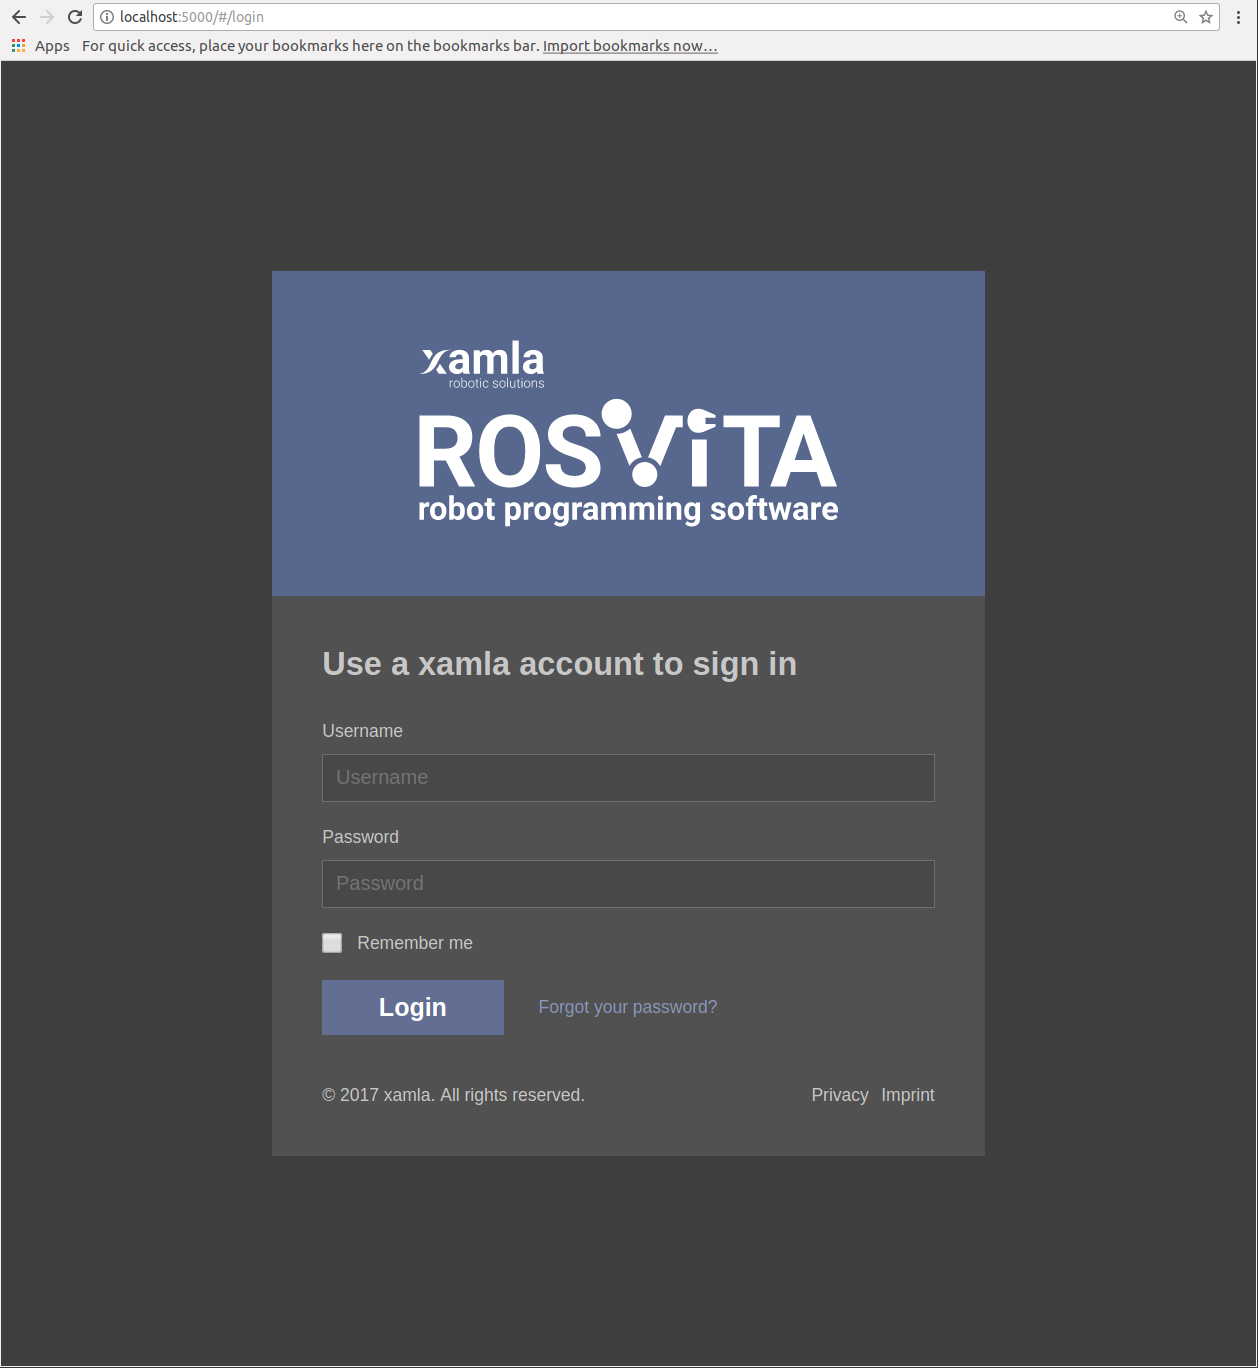 localhost:5000/#/login
Apps For quick access, place your bookmarks here on the bookmarks bar. Import bookmarks now...
xamla
robotic solutions
ROSViTA
robot programming software
Use a xamla account to sign in
Username
Username
Password
Password
Remember me
Login Forgot your password?
© 2017 xamla. All rights reserved. Privacy Imprint